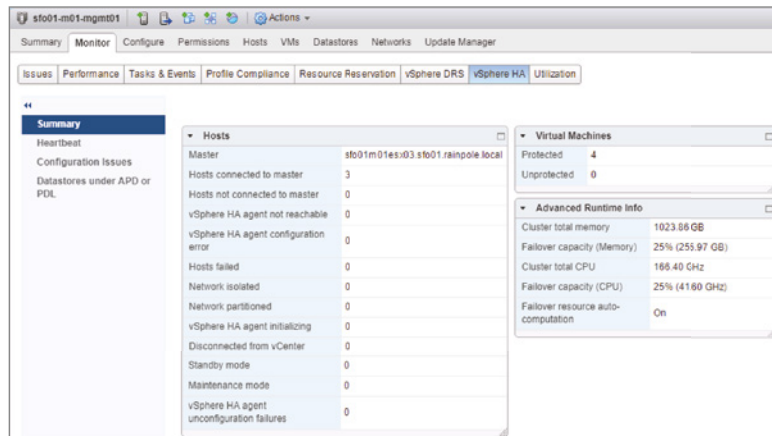 sfo01-m01-mgmt01 Actions
Summary Monitor Configure Permissions Hosts VMs Datastores Networks Update Manager
Issues Performance Tasks & Events Profile Compliance Resource Reservation vSphere DRS vSphere HA Utilization
Summary
Heartbeat
Configuration Issues
Datastores under APD or
PDL
Hosts
Master sfo01m01esx03.sfo01.rainpole.local
Hosts connected to master 3
Hosts not connected to master 0
vSphere HA agent not reachable 0
vSphere HA agent configuration
error 0
Hosts failed 0
Network isolated 0
Network partitioned 0
vSphere HA agent initializing 0
Disconnected from vCenter 0
Standby mode 0
Maintenance mode 0
vSphere HA agent
unconfiguration failures 0
Virtual Machines
Protected 4
Unprotected 0
Advanced Runtime Info
Cluster total memory 1023.86 GB
Failover capacity (Memory) 25% (255.97 GB)
Cluster total CPU 166.40 GHz
Failover capacity (CPU) 25% (41.60 GHz)
Failover resource auto-
computation On